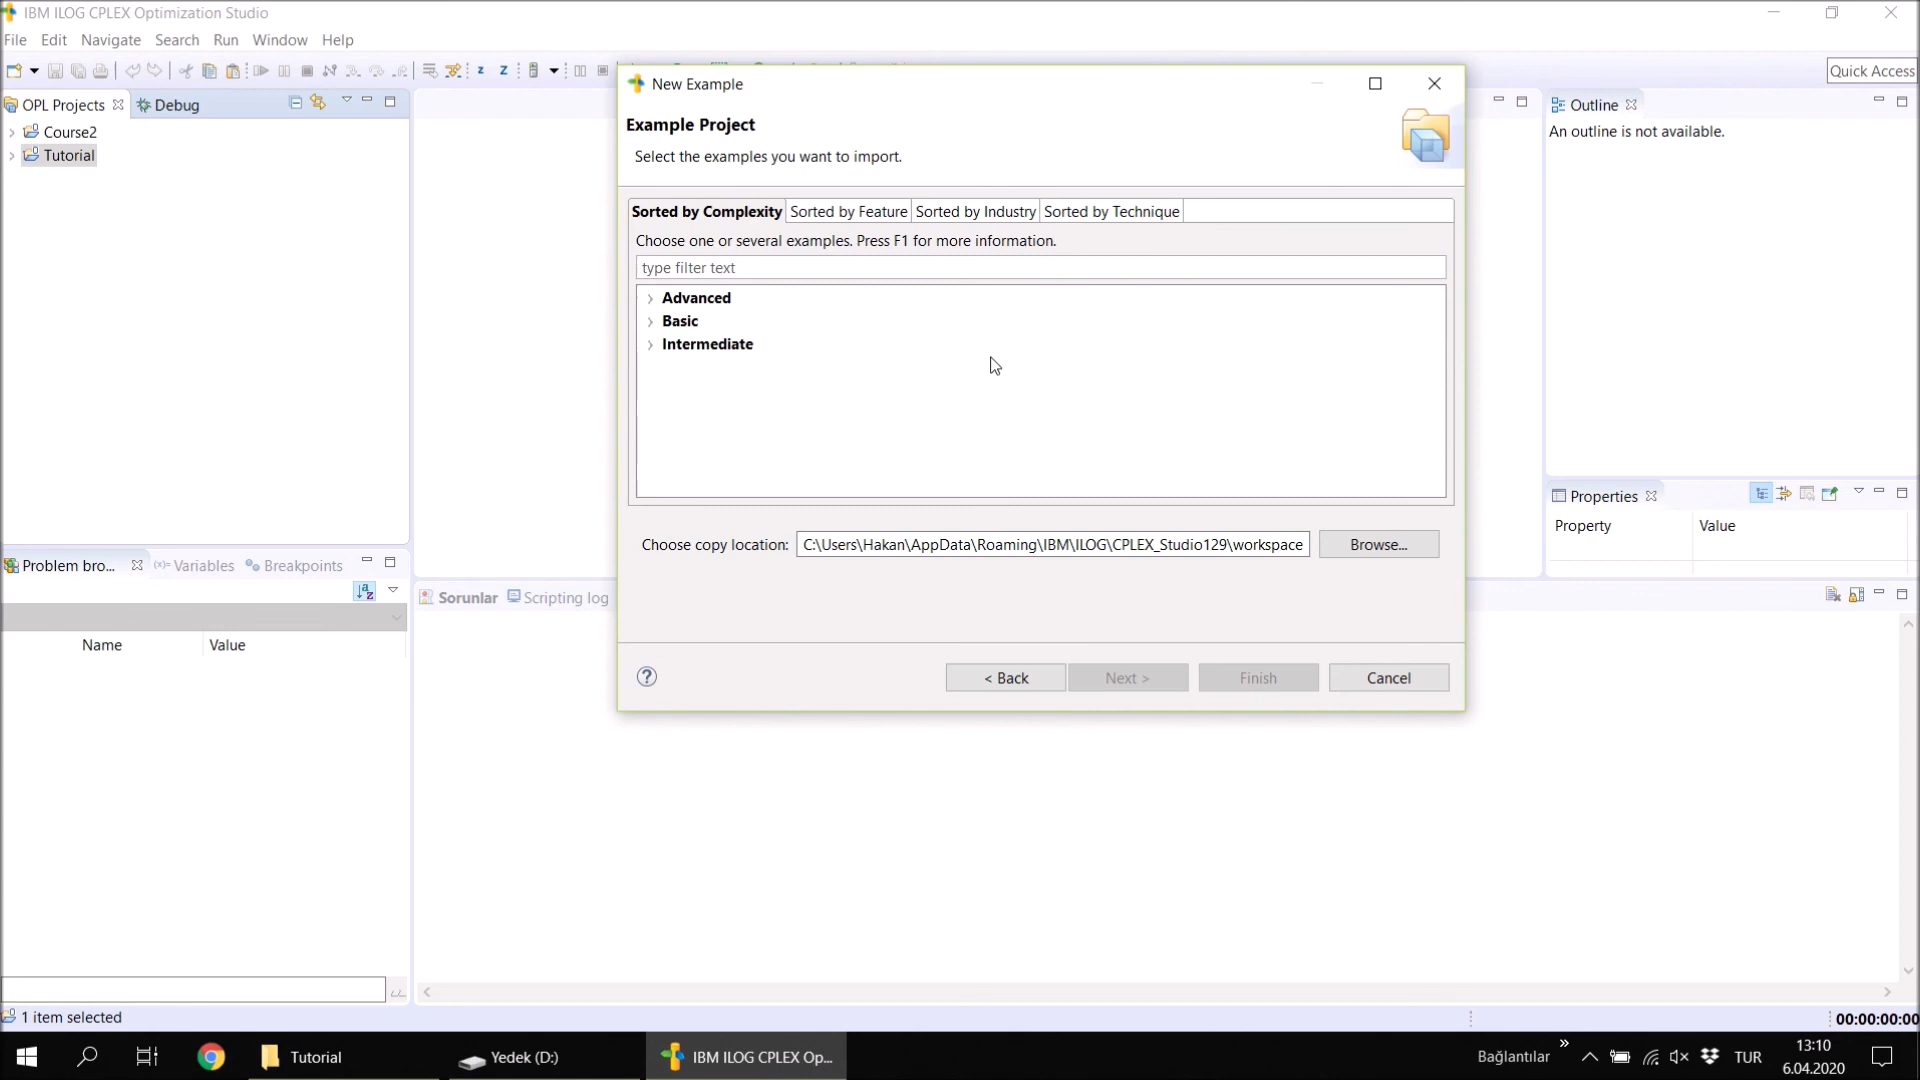 IBM ILOG CPLEX Optimization Studio
File Edit Navigate Search Run Window Help
Quick Access
OPL Projects
Debug
Course2
Tutorial
New Example
Example Project
Select the examples you want to import.
Sorted by Complexity
Sorted by Feature
Sorted by Industry
Sorted by Technique
Choose one or several examples. Press F1 for more information.
type filter text
Advanced
Basic
Intermediate
Choose copy location: C:\Users\Hakan\AppData\Roaming\IBM\ILOG\CPLEX_Studio129\workspace Browse...
? < Back Next > Finish Cancel
Outline
An outline is not available.
Properties
Property Value
Problem bro... (x)= Variables Breakpoints
Name Value
Sorunlar Scripting log
1 item selected
00:00:00:00
Tutorial
Yedek (D:)
IBM ILOG CPLEX Op...
Bağlantılar » TUR
13:10
6.04.2020